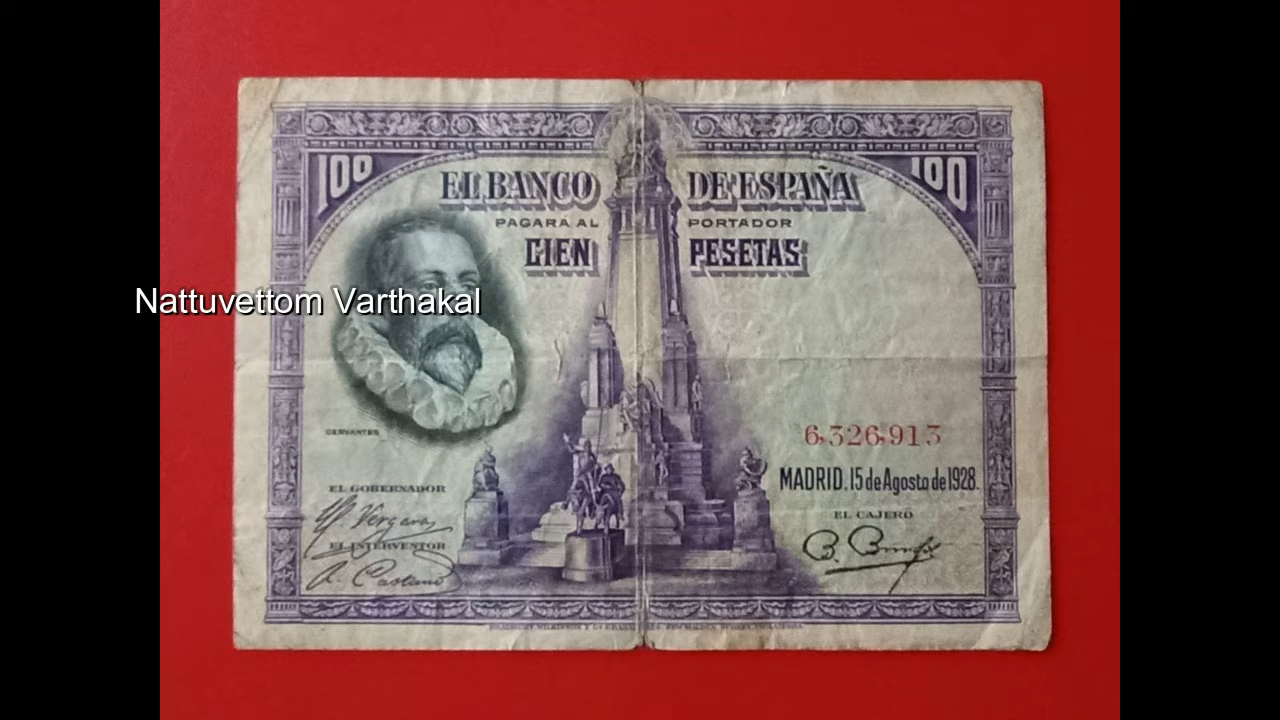 100 100
EL BANCO DE ESPAÑA
PAGARA AL PORTADOR
CIEN PESETAS
Nattuvettom Varthakal
CERVANTES
6,326,913
MADRID. 15 de Agosto de 1928.
EL GOBERNADOR
EL CAJERO
EL INTERVENTOR